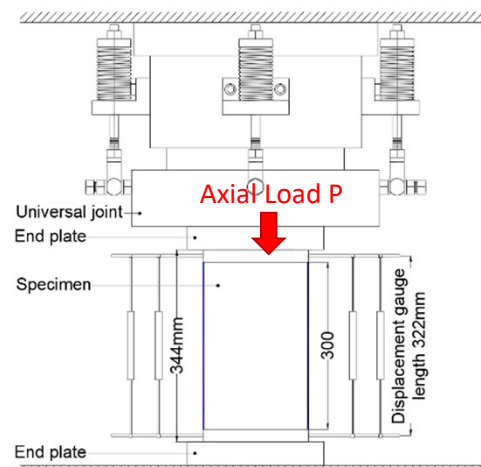 Axial Load P
Universal joint
End plate
Specimen
344mm
300
Displacement gauge
length 322mm
End plate